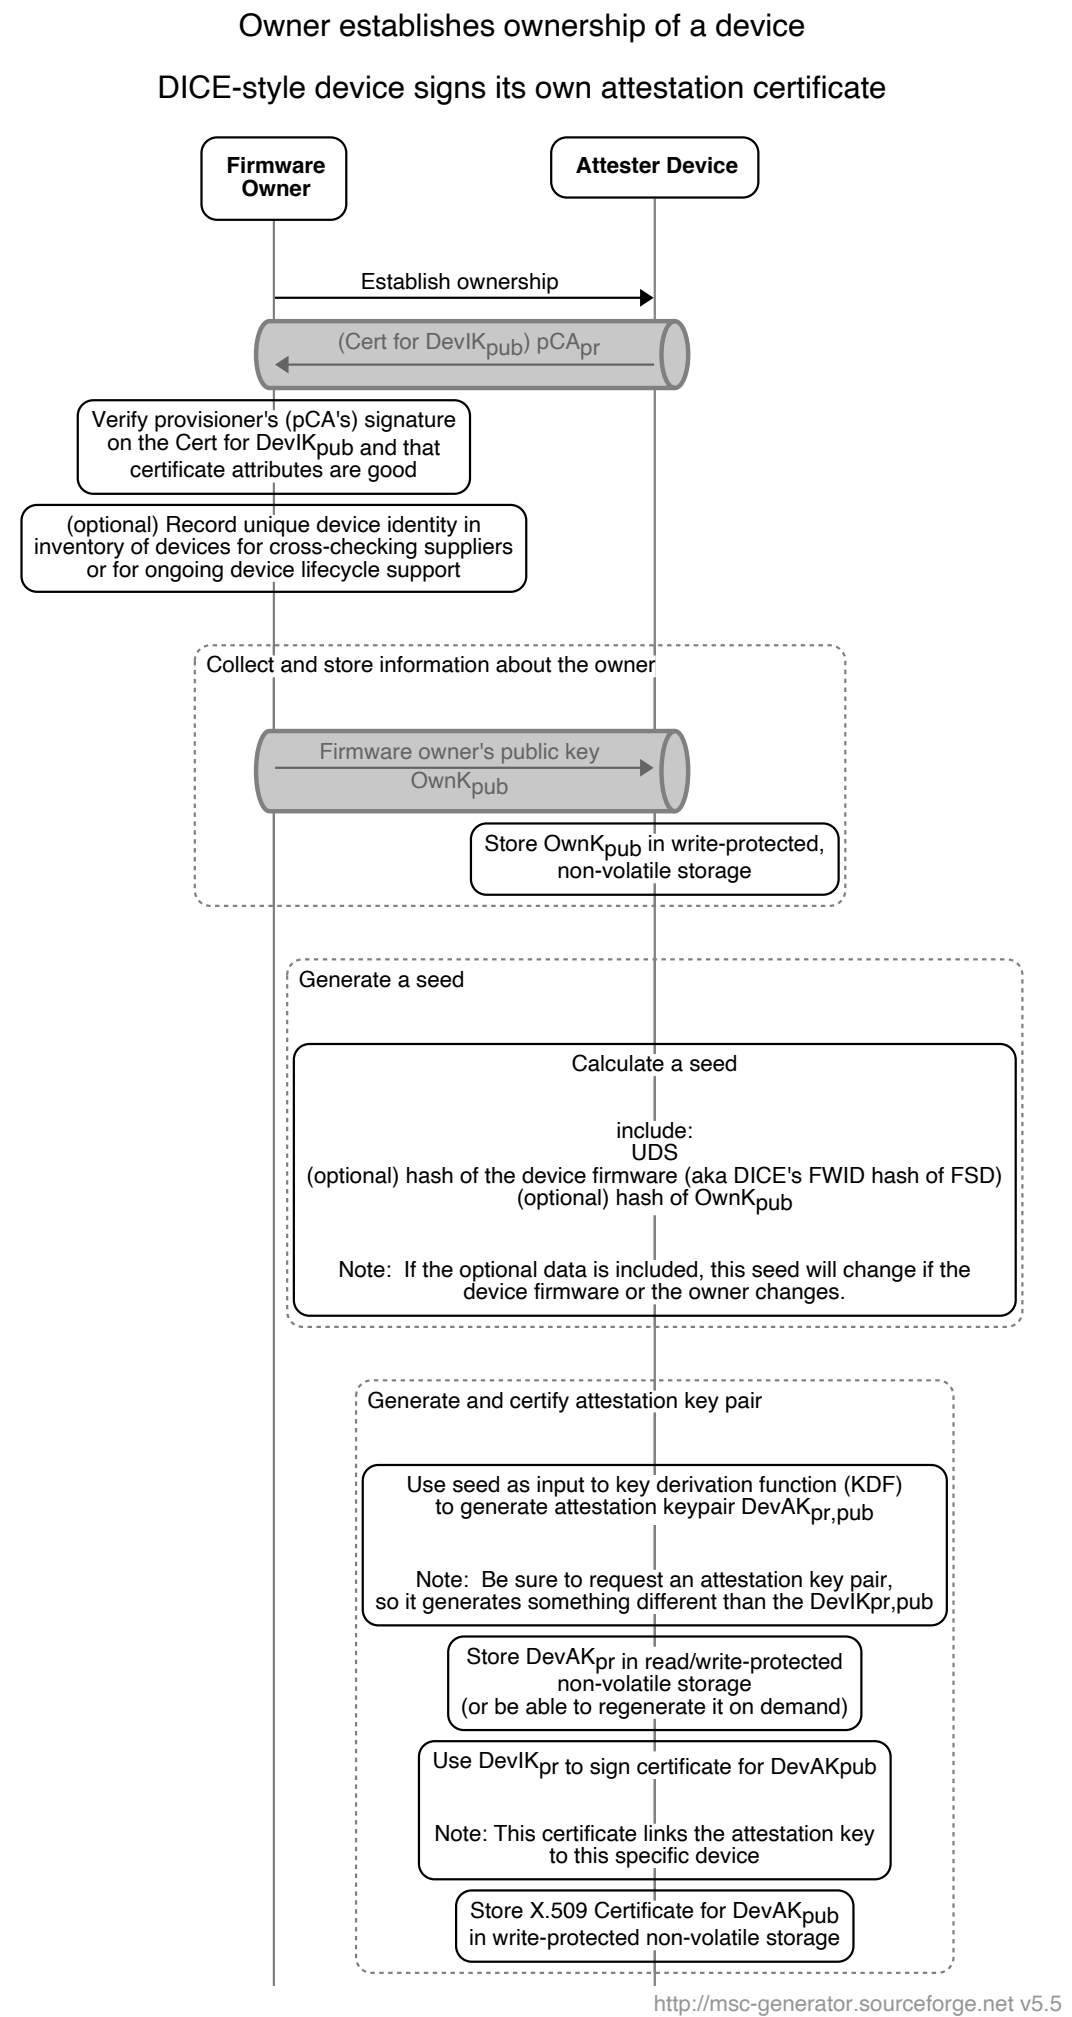 Owner establishes ownership of a device
DICE-style device signs its own attestation certificate
Firmware
Owner
Attester Device
Establish ownership
(Cert for DevIKpub) pCApr
Verify provisioner's (pCA's) signature
on the Cert for DevIKpub and that
certificate attributes are good
(optional) Record unique device identity in
inventory of devices for cross-checking suppliers
or for ongoing device lifecycle support
Collect and store information about the owner
Firmware owner's public key
OwnKpub
Store OwnKpub in write-protected,
non-volatile storage
Generate a seed
Calculate a seed
include:
UDS
(optional) hash of the device firmware (aka DICE's FWID hash of FSD)
(optional) hash of OwnKpub
Note:  If the optional data is included, this seed will change if the
device firmware or the owner changes.
Generate and certify attestation key pair
Use seed as input to key derivation function (KDF)
to generate attestation keypair DevAKpr,pub
Note:  Be sure to request an attestation key pair,
so it generates something different than the DevIKpr,pub
Store DevAKpr in read/write-protected
non-volatile storage
(or be able to regenerate it on demand)
Use DevIKpr to sign certificate for DevAKpub
Note: This certificate links the attestation key
to this specific device
Store X.509 Certificate for DevAKpub
in write-protected non-volatile storage
http://msc-generator.sourceforge.net v5.5